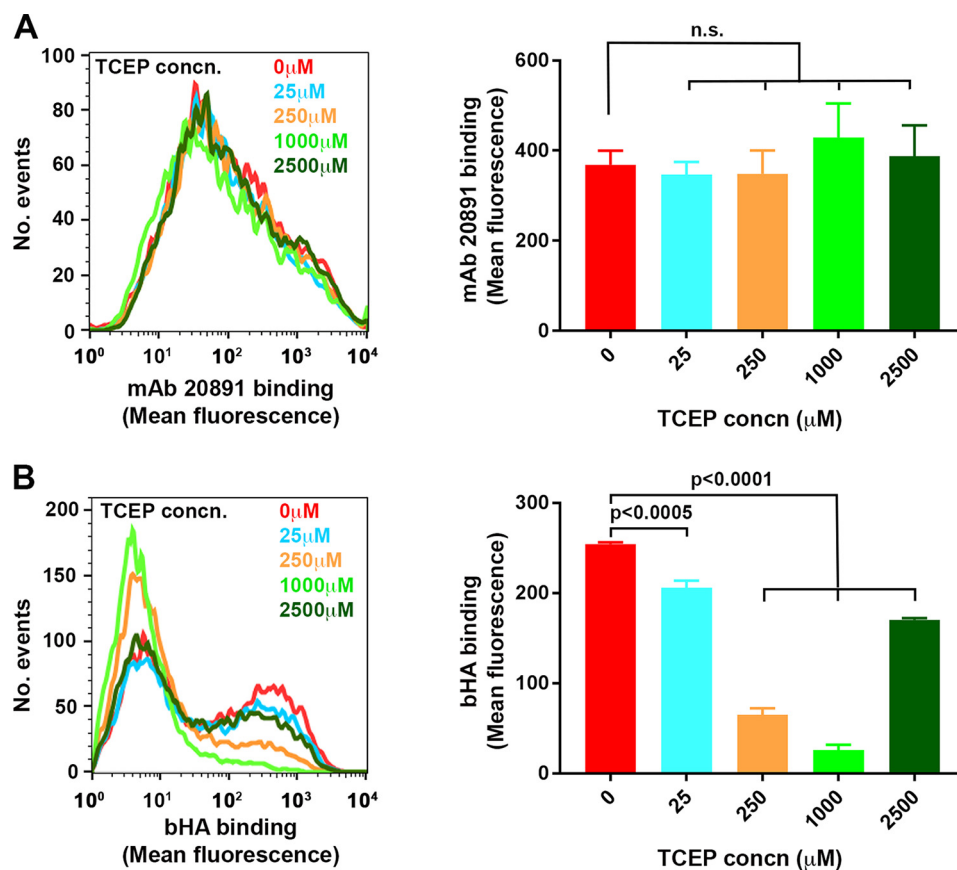 A
TCEP concn.
0μM
25μM
250μM
1000μM
2500μM
No. events
100
80
60
40
20
0
10⁰ 10¹ 10² 10³ 10⁴
mAb 20891 binding
(Mean fluorescence)
n.s.
mAb 20891 binding
(Mean fluorescence)
600
400
200
0
0 25 250 1000 2500
TCEP concn (μM)
B
TCEP concn.
0μM
25μM
250μM
1000μM
2500μM
No. events
200
150
100
50
0
10⁰ 10¹ 10² 10³ 10⁴
bHA binding
(Mean fluorescence)
p<0.0001
p<0.0005
bHA binding
(Mean fluorescence)
300
200
100
0
0 25 250 1000 2500
TCEP concn (μM)